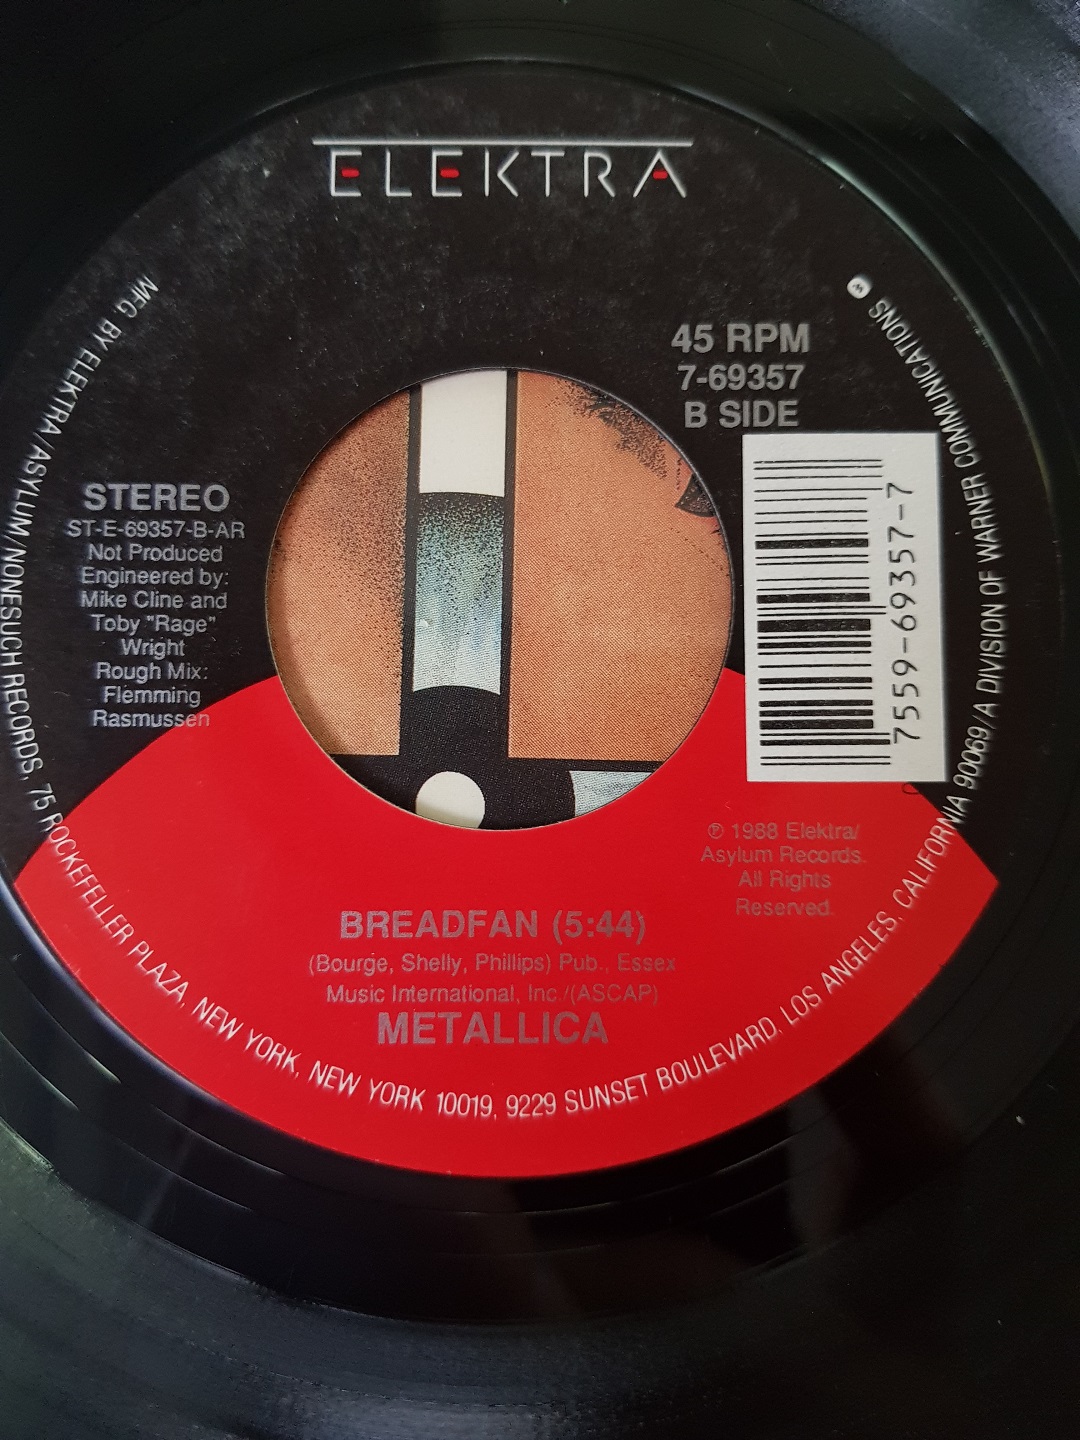 ELEKTRA
45 RPM
7-69357
B SIDE
STEREO
ST-E-69357-B-AR
Not Produced
Engineered by:
Mike Cline and
Toby "Rage"
Wright
Rough Mix:
Flemming
Rasmussen
7559-69357-7
℗ 1988 Elektra/
Asylum Records.
All Rights
Reserved.
BREADFAN (5:44)
(Bourge, Shelly, Phillips) Pub., Essex
Music International, Inc./(ASCAP)
METALLICA
MFG. BY ELEKTRA/ASYLUM/NONESUCH RECORDS, 75 ROCKEFELLER PLAZA, NEW YORK, NEW YORK 10019, 9229 SUNSET BOULEVARD, LOS ANGELES, CALIFORNIA 90069/A DIVISION OF WARNER COMMUNICATIONS